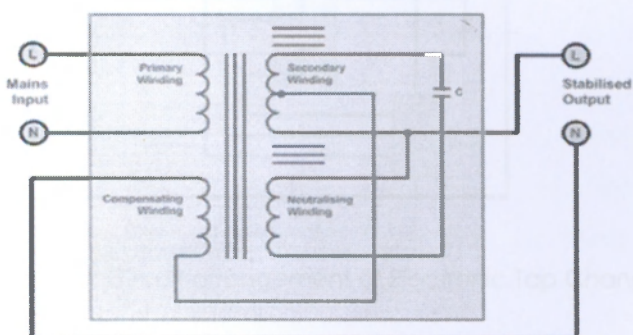 L
Mains
Input
N
Primary
Winding
Secondary
Winding
C
L
Stabilised
Output
N
Compensating
Winding
Neutralising
Winding